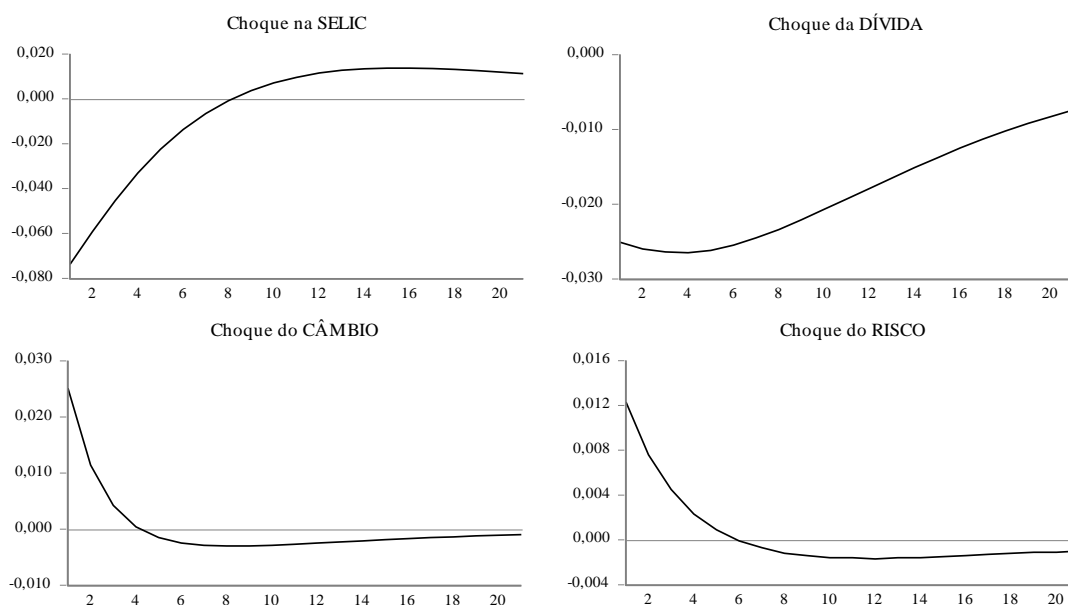 Choque na SELIC
0,020
0,000
-0,020
-0,040
-0,060
-0,080
2 4 6 8 10 12 14 16 18 20
Choque da DÍVIDA
0,000
-0,010
-0,020
-0,030
2 4 6 8 10 12 14 16 18 20
Choque do CÂMBIO
0,030
0,020
0,010
0,000
-0,010
2 4 6 8 10 12 14 16 18 20
Choque do RISCO
0,016
0,012
0,008
0,004
0,000
-0,004
2 4 6 8 10 12 14 16 18 20